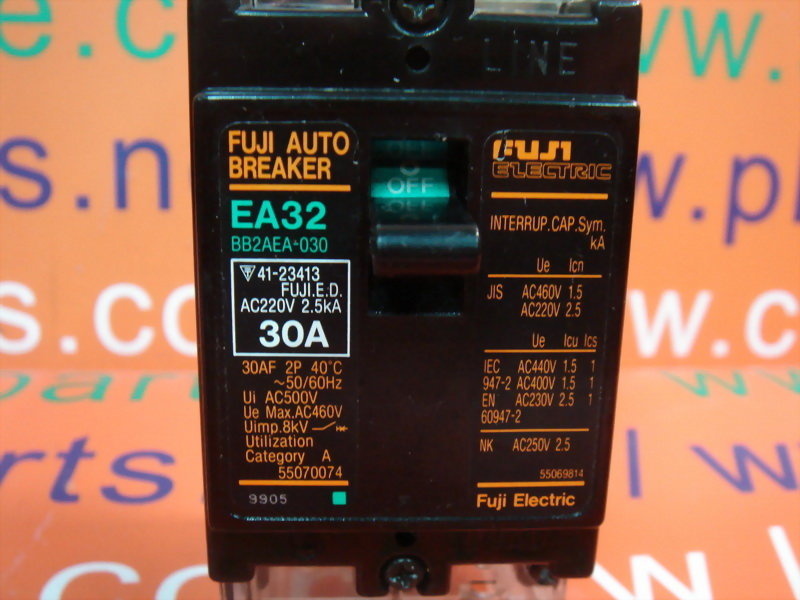 LINE
FUJI AUTO
BREAKER
EA32
BB2AEA-030
41-23413
FUJI.E.D.
AC220V 2.5kA
30A
30AF 2P 40°C
~50/60Hz
Ui AC500V
Ue Max.AC460V
Uimp.8kV
Utilization
Category A
55070074
9905
OFF
FUJI
ELECTRIC
INTERRUP.CAP.Sym.
kA
Ue Icn
JIS AC460V 1.5
AC220V 2.5
Ue Icu Ics
IEC AC440V 1.5 1
947-2 AC400V 1.5 1
EN AC230V 2.5 1
60947-2
NK AC250V 2.5
55069814
Fuji Electric